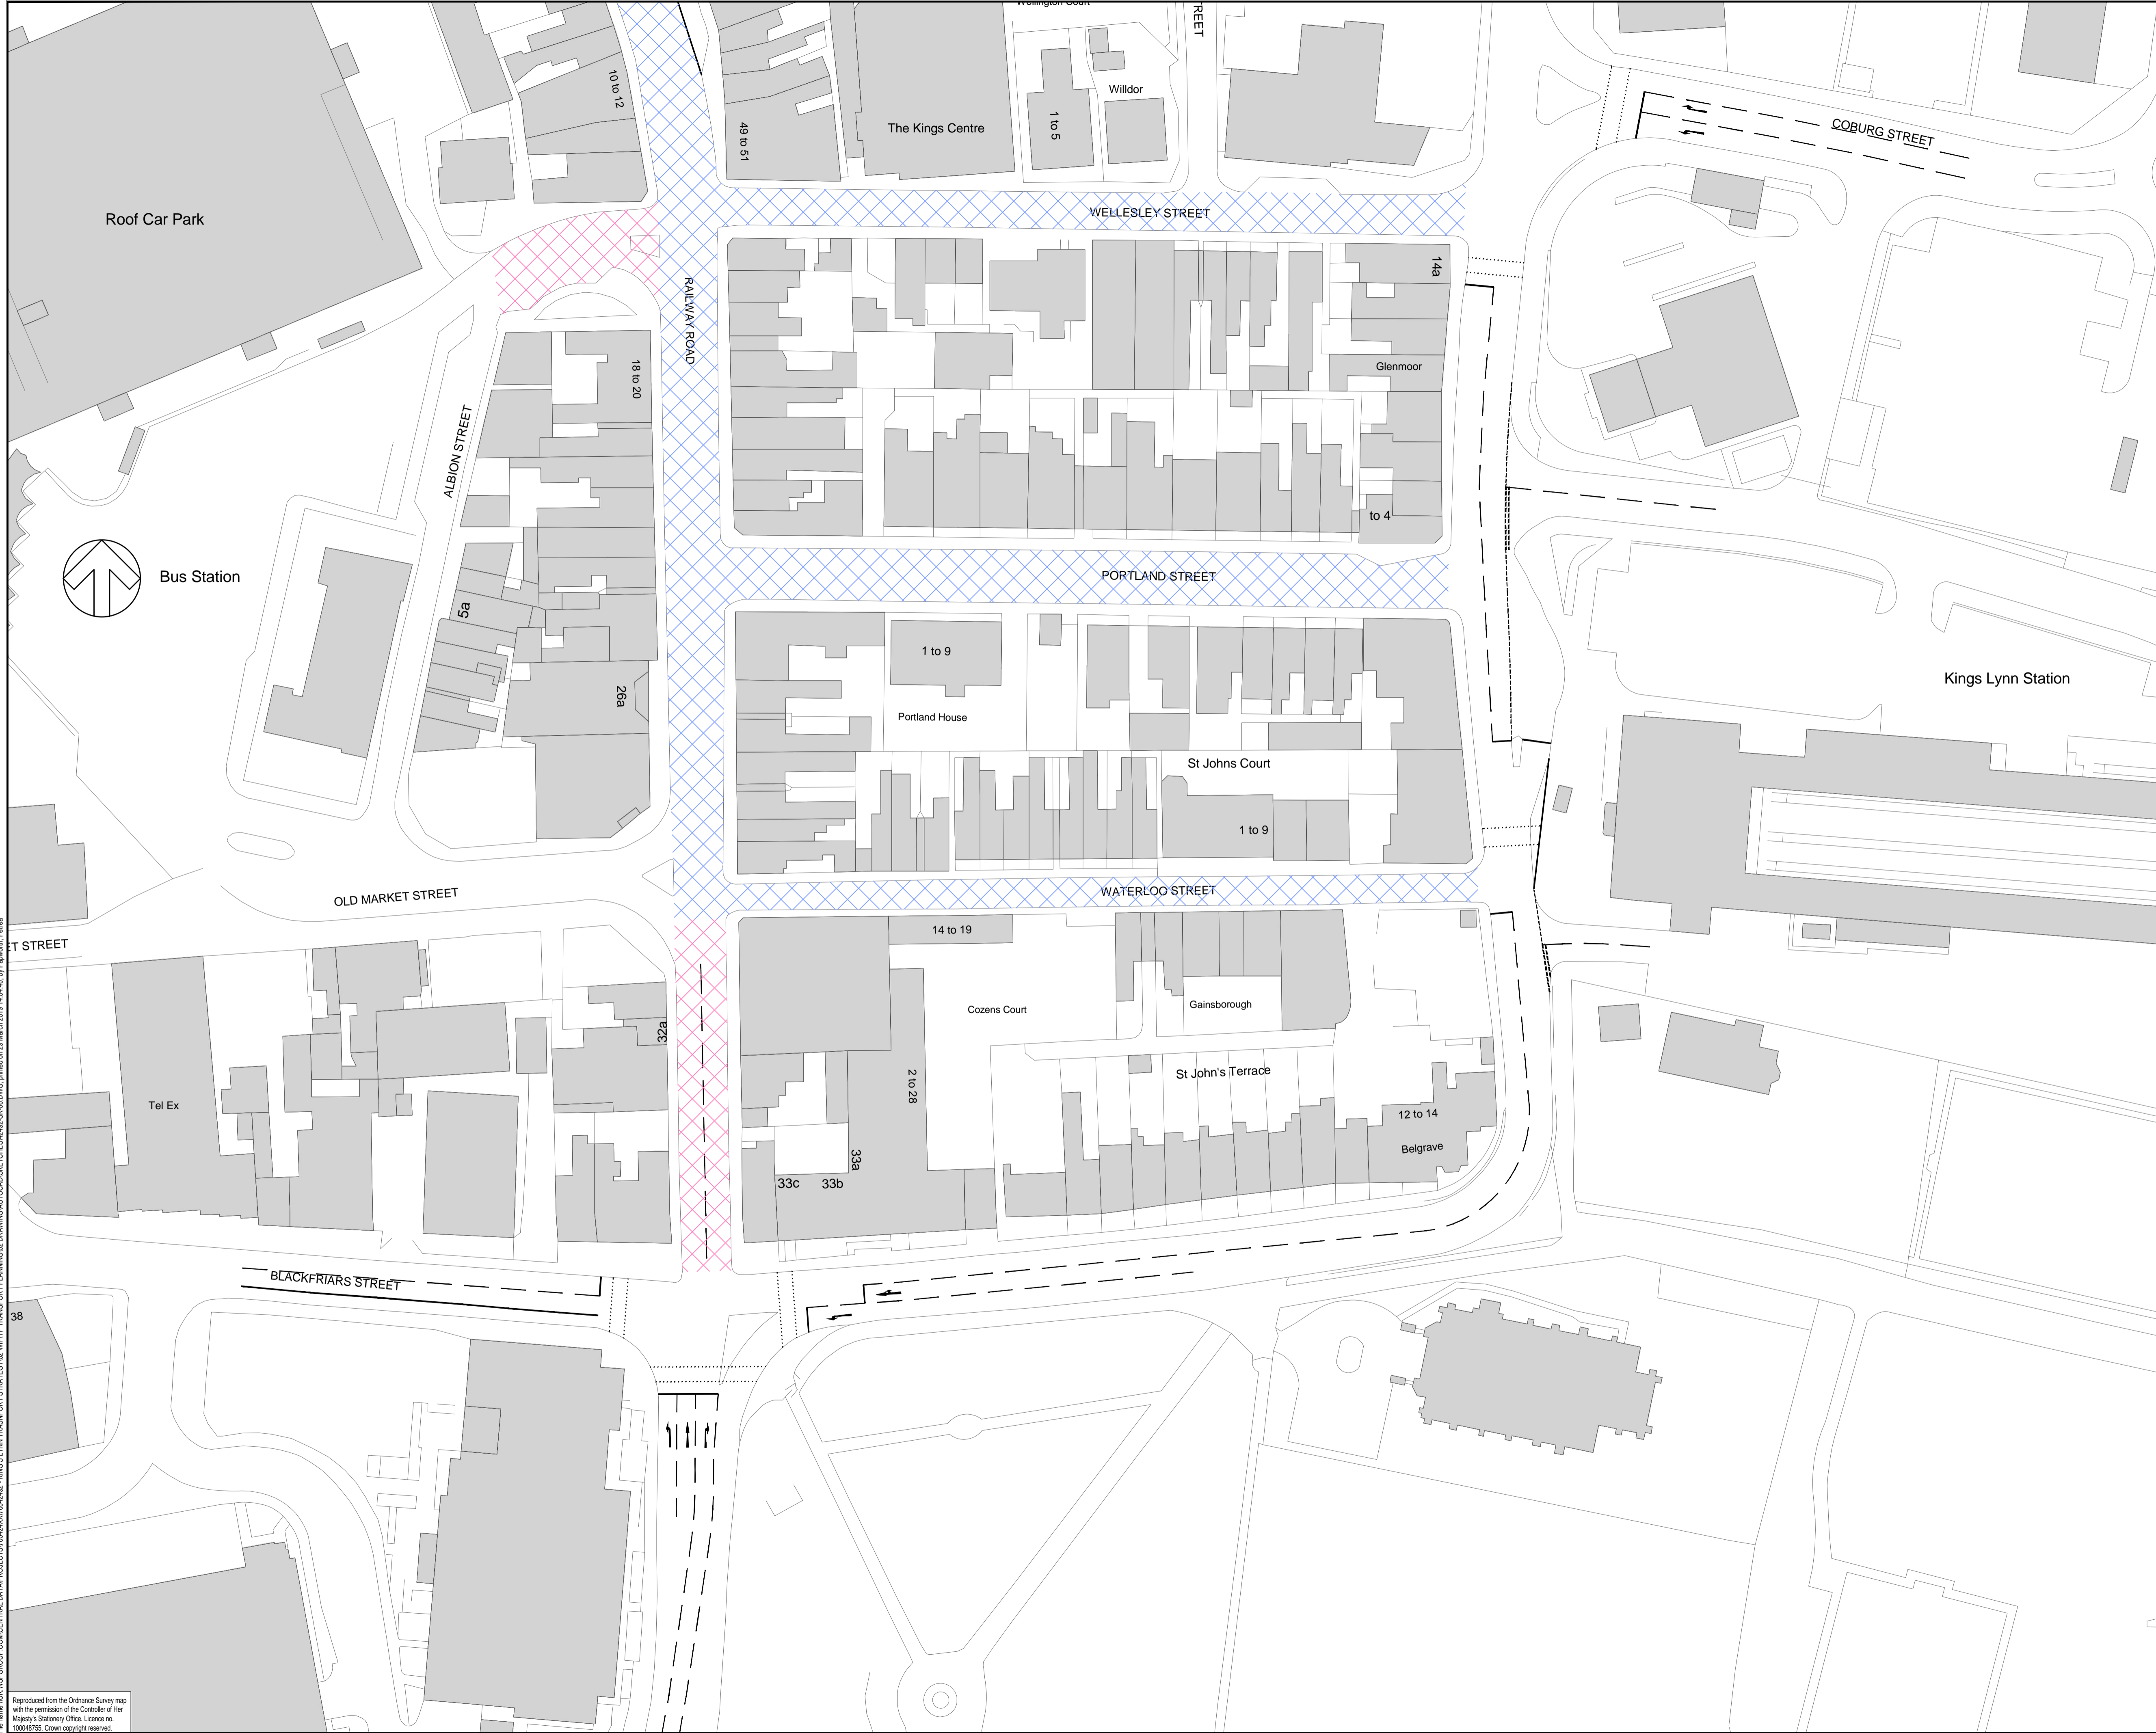 Wellington Court
10 to 12
49 to 51
The Kings Centre
1 to 5
Willdor
COBURG STREET
Roof Car Park
WELLESLEY STREET
14a
RAILWAY ROAD
18 to 20
Glenmoor
ALBION STREET
to 4
Bus Station
PORTLAND STREET
5a
1 to 9
Kings Lynn Station
26a
Portland House
St Johns Court
1 to 9
OLD MARKET STREET
WATERLOO STREET
14 to 19
T STREET
Cozens Court
Gainsborough
32a
St John's Terrace
2 to 28
Tel Ex
12 to 14
Belgrave
33a
33c
33b
BLACKFRIARS STREET
38
Reproduced from the Ordnance Survey map
with the permission of the Controller of Her
Majesty's Stationery Office. Licence no.
100048755. Crown copyright reserved.